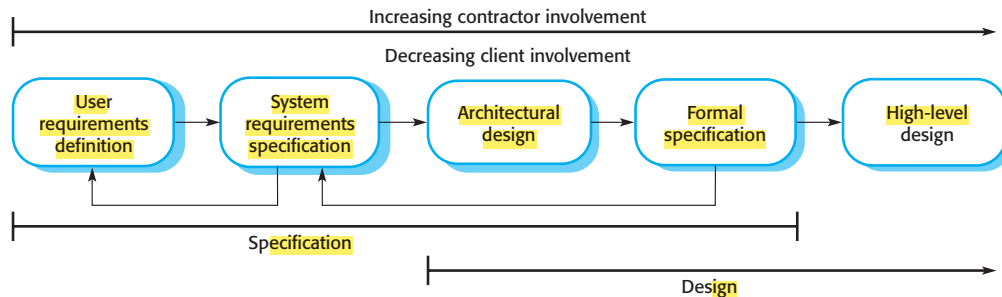 Increasing contractor involvement
Decreasing client involvement
User
requirements
definition
System
requirements
specification
Architectural
design
Formal
specification
High-level
design
Specification
Design